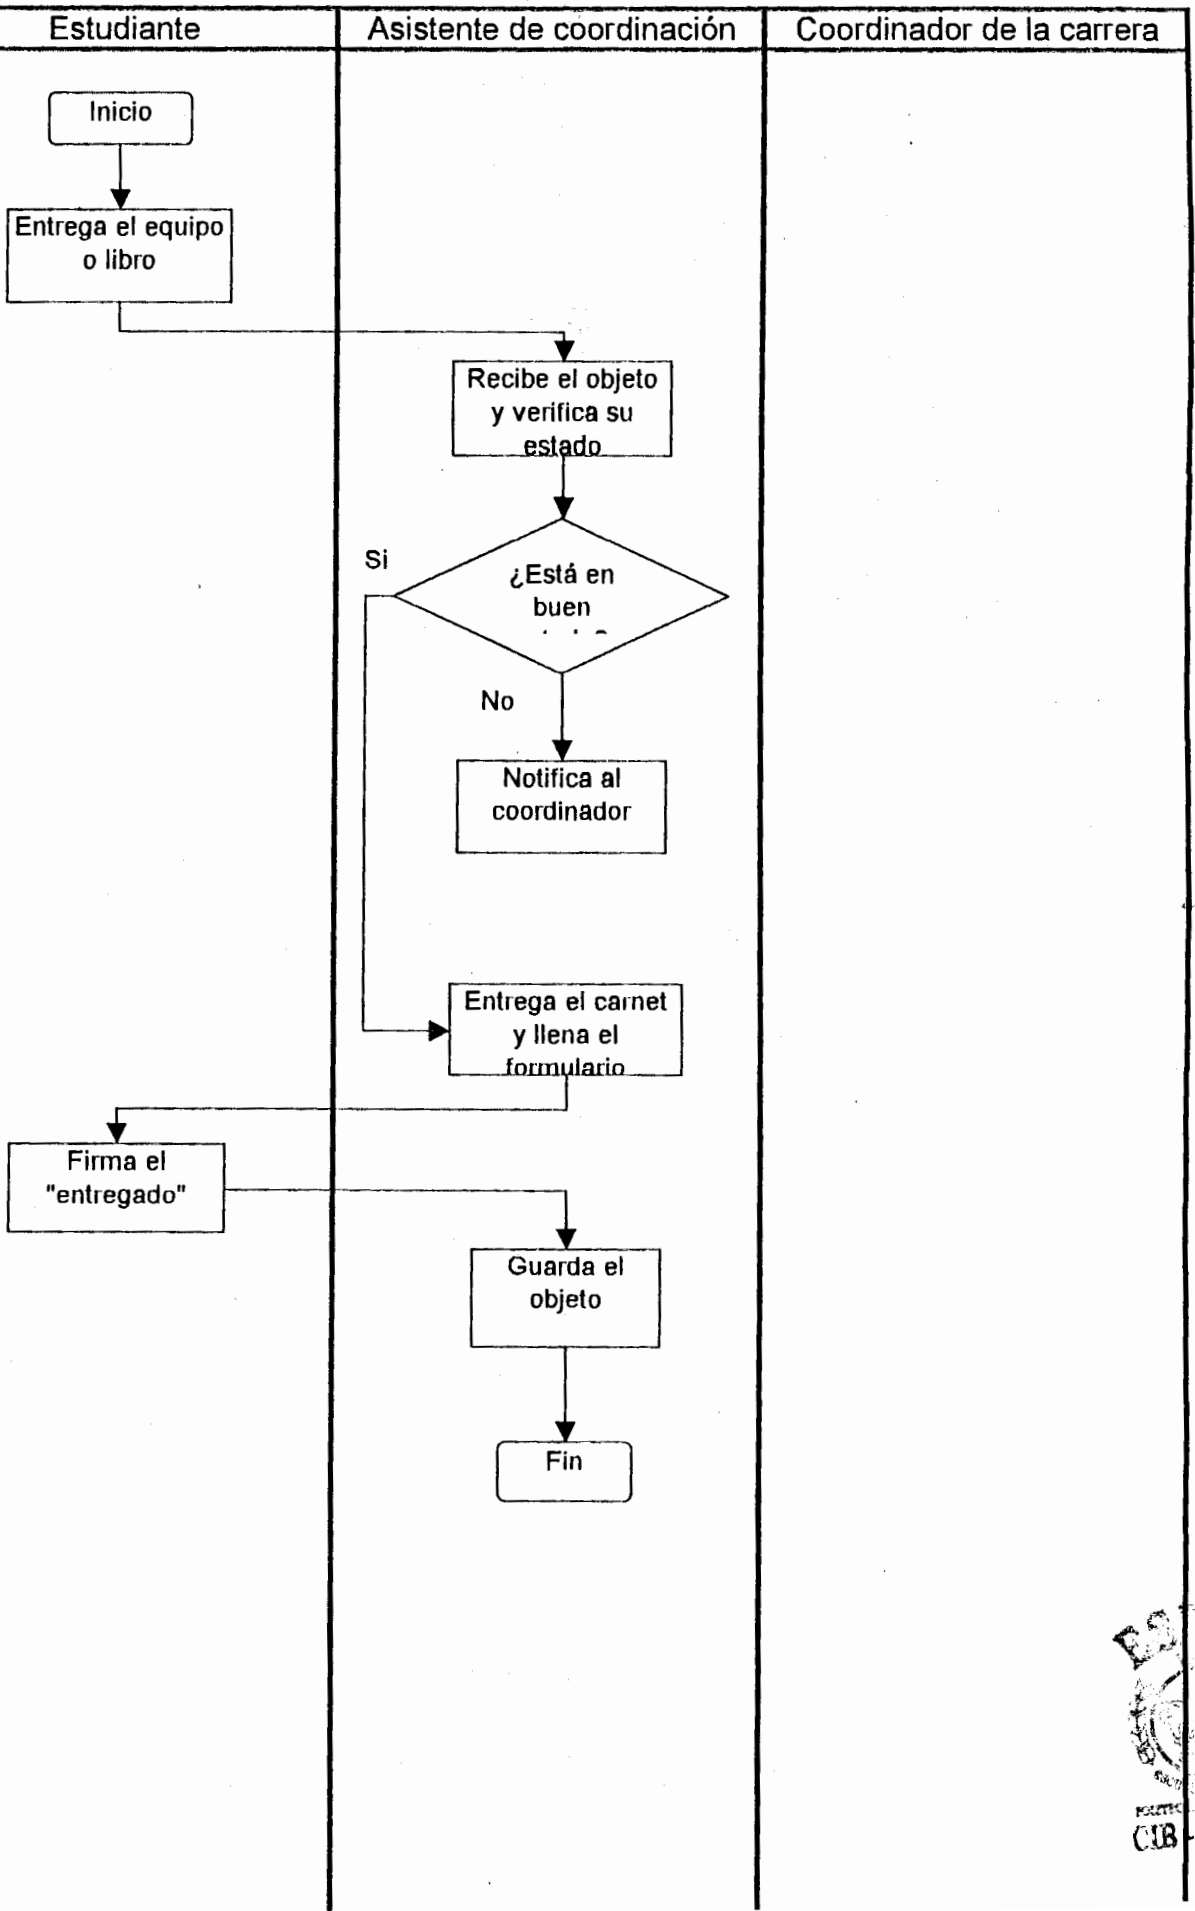 Estudiante
Asistente de coordinación
Coordinador de la carrera
Inicio
Entrega el equipo
o libro
Recibe el objeto
y verifica su
estado
Si
¿Está en
buen
No
Notifica al
coordinador
Entrega el carnet
y llena el
formulario
Firma el
"entregado"
Guarda el
objeto
Fin
CIB